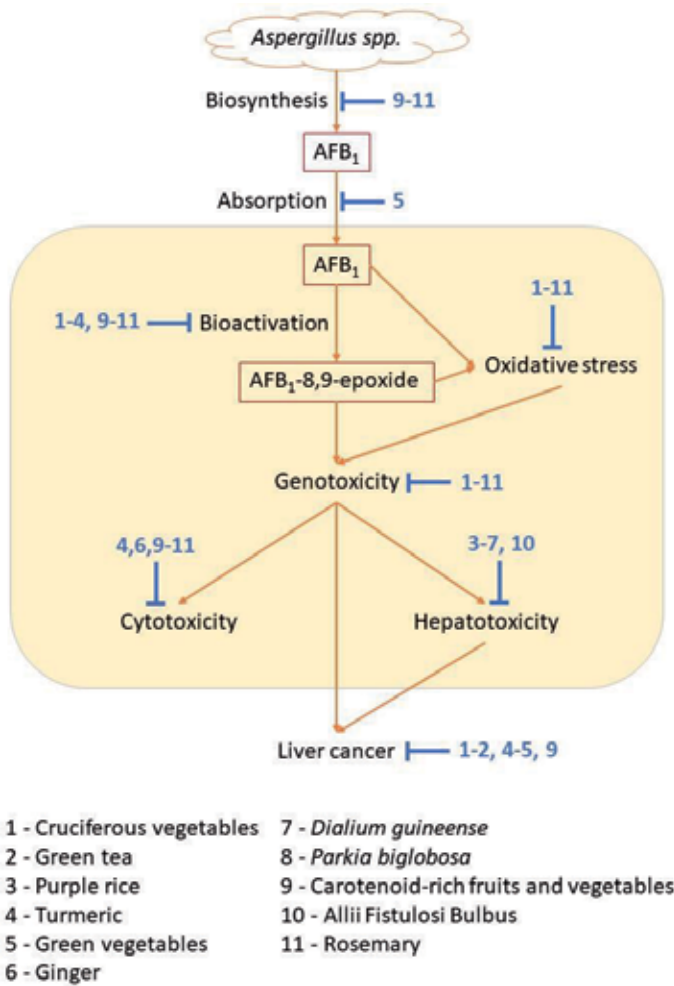 Aspergillus spp.
Biosynthesis 9-11
AFB₁
Absorption 5
AFB₁
1-11
1-4, 9-11 Bioactivation
Oxidative stress
AFB₁-8,9-epoxide
Genotoxicity 1-11
4,6,9-11 3-7, 10
Cytotoxicity Hepatotoxicity
Liver cancer 1-2, 4-5, 9
1 - Cruciferous vegetables
2 - Green tea
3 - Purple rice
4 - Turmeric
5 - Green vegetables
6 - Ginger
7 - Dialium guineense
8 - Parkia biglobosa
9 - Carotenoid-rich fruits and vegetables
10 - Allii Fistulosi Bulbus
11 - Rosemary